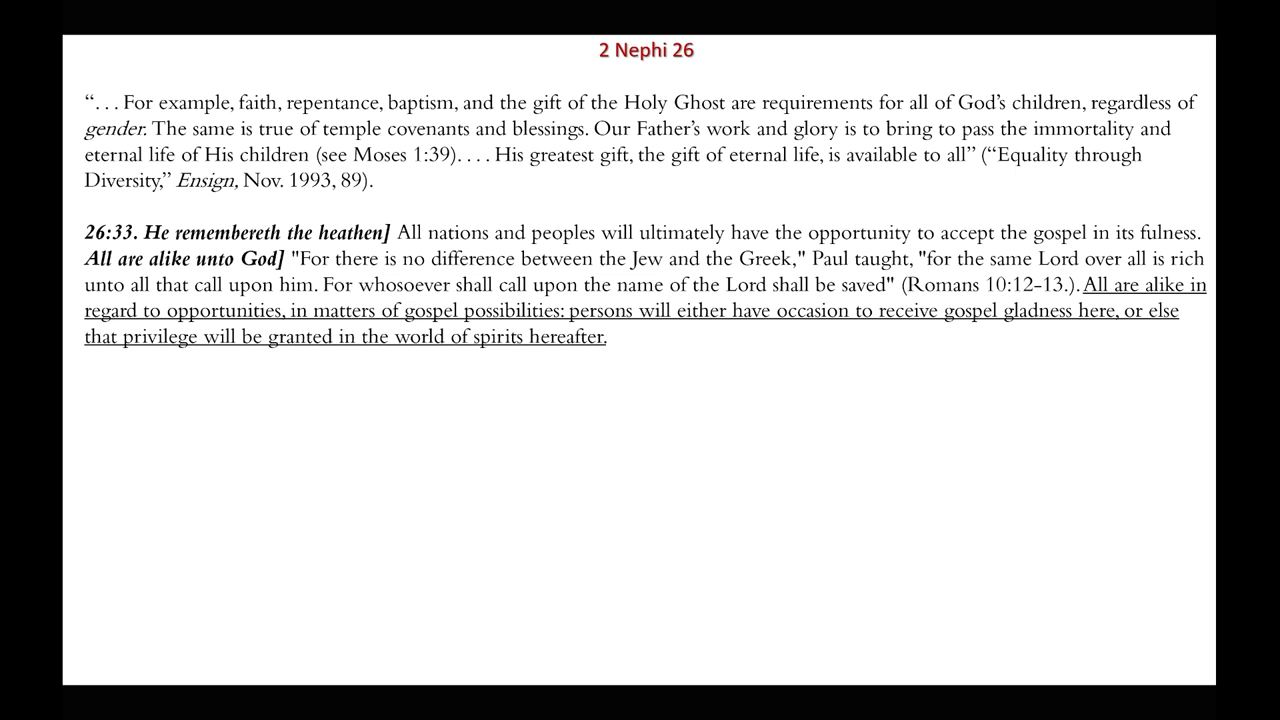 2 Nephi 26
“. . . For example, faith, repentance, baptism, and the gift of the Holy Ghost are requirements for all of God’s children, regardless of
gender. The same is true of temple covenants and blessings. Our Father’s work and glory is to bring to pass the immortality and
eternal life of His children (see Moses 1:39). . . . His greatest gift, the gift of eternal life, is available to all” (“Equality through
Diversity,” Ensign, Nov. 1993, 89).
26:33. He remembereth the heathen] All nations and peoples will ultimately have the opportunity to accept the gospel in its fulness.
All are alike unto God] "For there is no difference between the Jew and the Greek," Paul taught, "for the same Lord over all is rich
unto all that call upon him. For whosoever shall call upon the name of the Lord shall be saved" (Romans 10:12-13.). All are alike in
regard to opportunities, in matters of gospel possibilities: persons will either have occasion to receive gospel gladness here, or else
that privilege will be granted in the world of spirits hereafter.